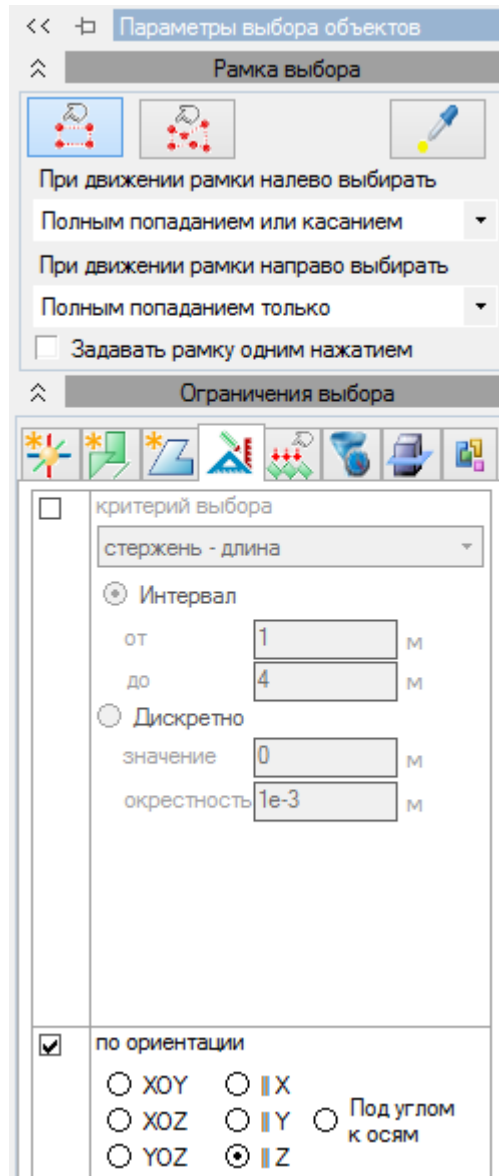 << Параметры выбора объектов
Рамка выбора
При движении рамки налево выбирать
Полным попаданием или касанием
При движении рамки направо выбирать
Полным попаданием только
Задавать рамку одним нажатием
Ограничения выбора
критерий выбора
стержень - длина
Интервал
от 1 м
до 4 м
Дискретно
значение 0 м
окрестность 1e-3 м
по ориентации
XOY || X
XOZ || Y Под углом к осям
YOZ || Z